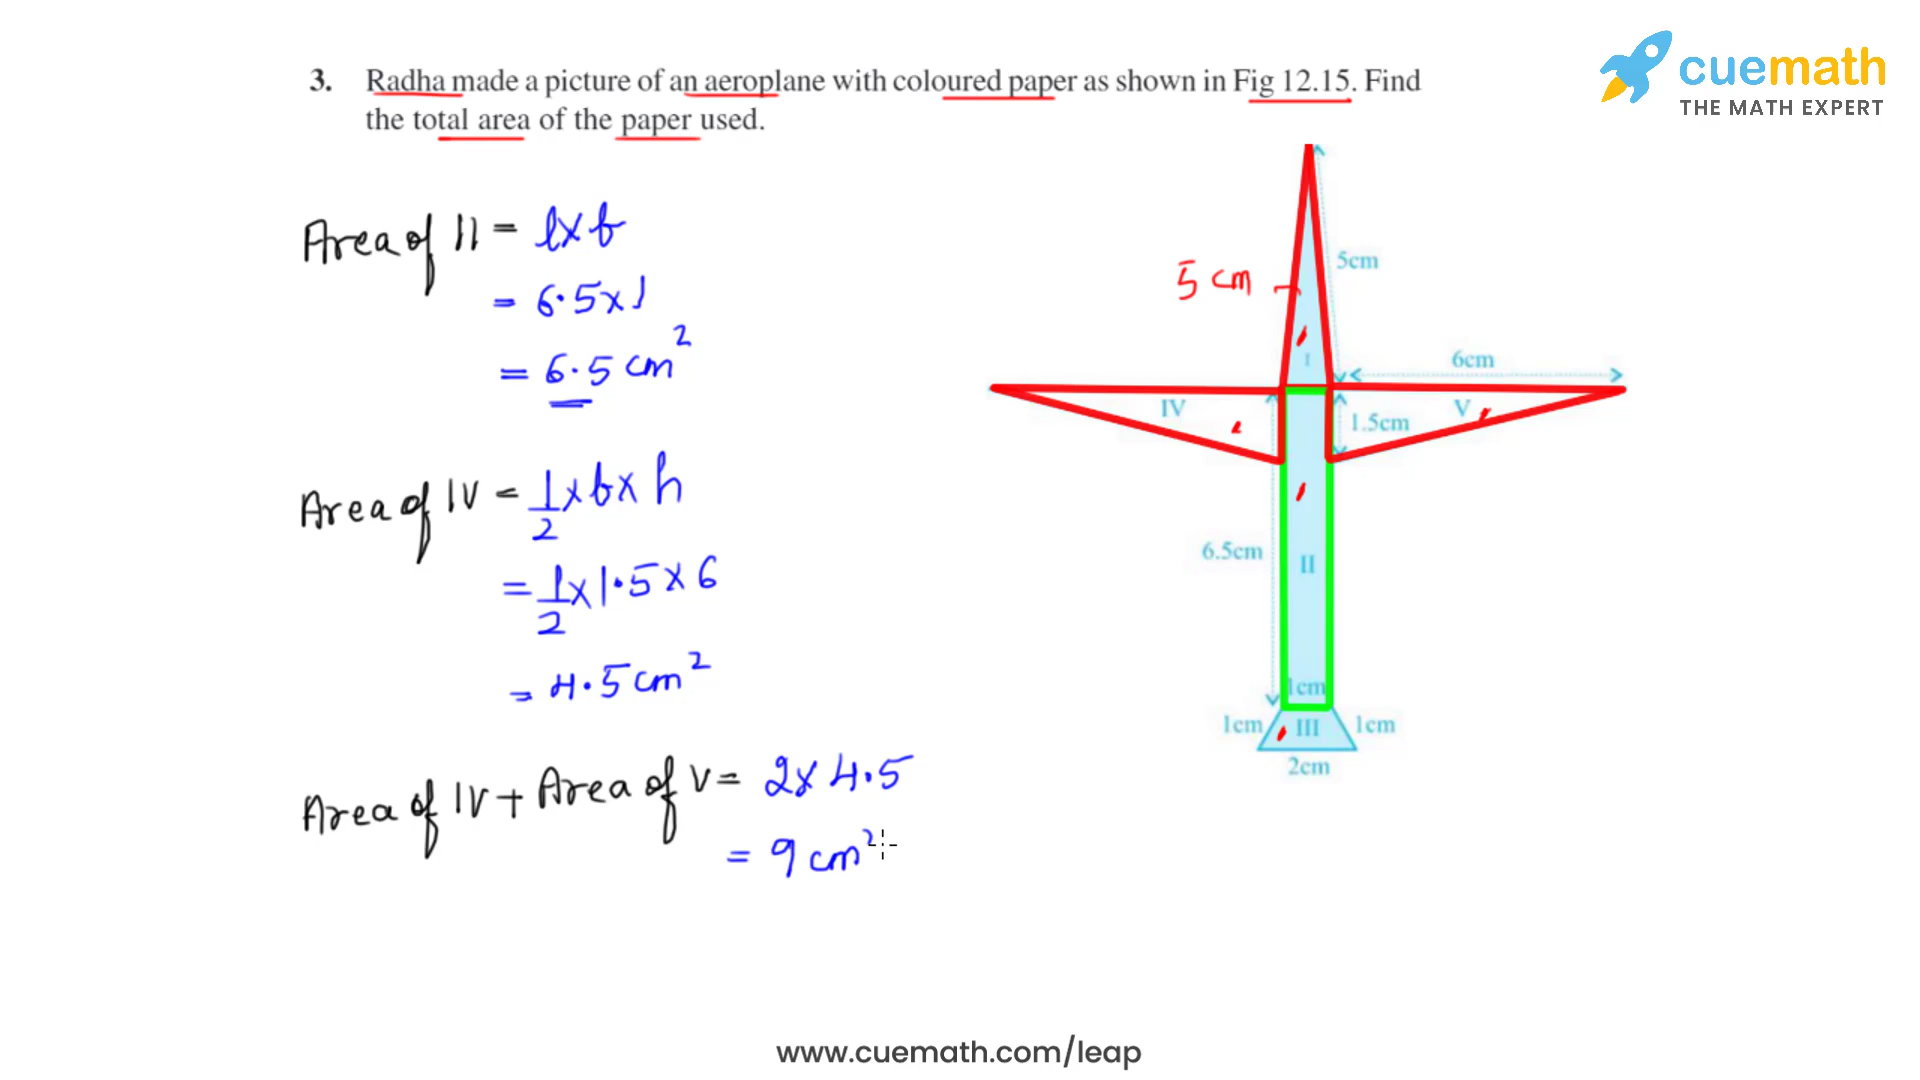 cuemath
THE MATH EXPERT
3. Radha made a picture of an aeroplane with coloured paper as shown in Fig 12.15. Find
the total area of the paper used.
Area of II = l×b
= 6.5×1
= 6.5 cm²
Area of IV = 1/2 × b × h
= 1/2 × 1.5 × 6
= 4.5 cm²
Area of IV + Area of V = 2 × 4.5
= 9 cm²
5cm
5 cm
I
6cm
IV
V
1.5cm
6.5cm
II
1cm
1cm
III
1cm
2cm
www.cuemath.com/leap